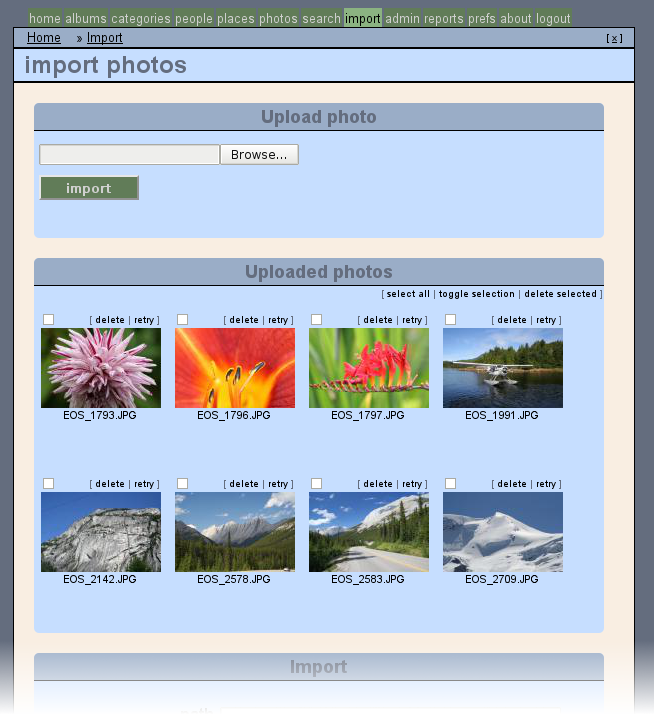 home albums categories people places photos search import admin reports prefs about logout
Home » Import [ x ]
import photos
Upload photo
Browse...
import
Uploaded photos
[ select all | toggle selection | delete selected ]
[ delete | retry ] [ delete | retry ] [ delete | retry ] [ delete | retry ]
EOS_1793.JPG EOS_1796.JPG EOS_1797.JPG EOS_1991.JPG
[ delete | retry ] [ delete | retry ] [ delete | retry ] [ delete | retry ]
EOS_2142.JPG EOS_2578.JPG EOS_2583.JPG EOS_2709.JPG
Import